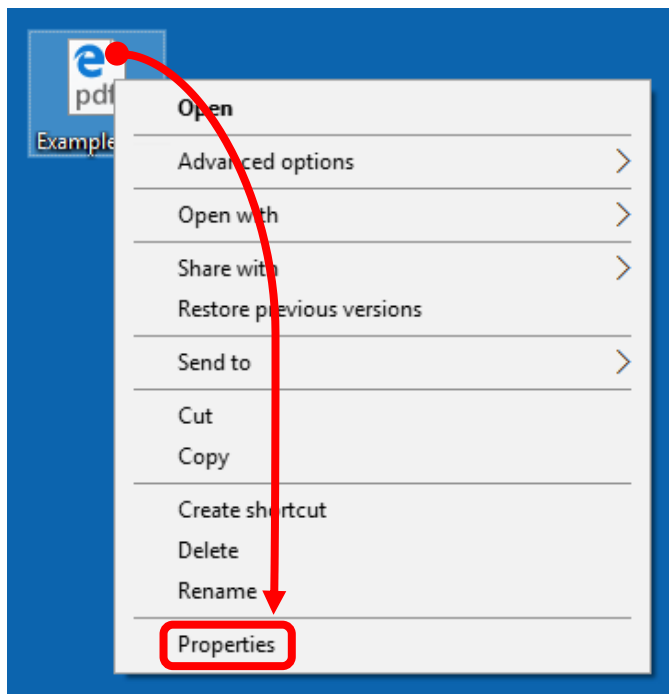 e
pdf
Example
Open
Advanced options
Open with
Share with
Restore previous versions
Send to
Cut
Copy
Create shortcut
Delete
Rename
Properties